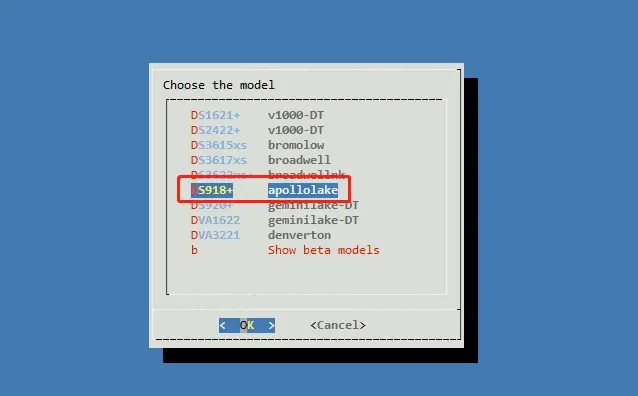 Choose the model
DS1621+ v1000-DT
DS2422+ v1000-DT
DS3615xs bromolow
DS3617xs broadwell
DS3622xs+ broadwellnk
DS918+ apollolake
DS920+ geminilake-DT
DVA1622 geminilake-DT
DVA3221 denverton
b Show beta models
< OK > <Cancel>